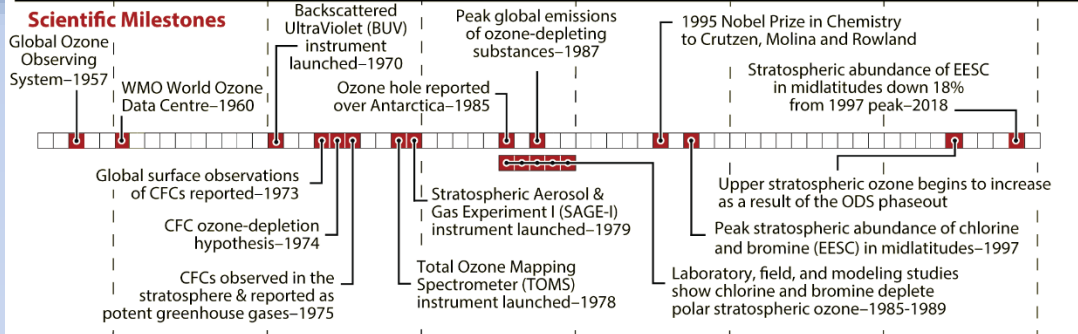 Scientific Milestones
Global Ozone
Observing
System–1957
WMO World Ozone
Data Centre–1960
Backscattered
UltraViolet (BUV)
instrument
launched–1970
Ozone hole reported
over Antarctica–1985
Peak global emissions
of ozone-depleting
substances–1987
1995 Nobel Prize in Chemistry
to Crutzen, Molina and Rowland
Stratospheric abundance of EESC
in midlatitudes down 18%
from 1997 peak–2018
Global surface observations
of CFCs reported–1973
CFC ozone-depletion
hypothesis–1974
CFCs observed in the
stratosphere & reported as
potent greenhouse gases–1975
Stratospheric Aerosol &
Gas Experiment I (SAGE-I)
instrument launched–1979
Total Ozone Mapping
Spectrometer (TOMS)
instrument launched–1978
Upper stratospheric ozone begins to increase
as a result of the ODS phaseout
Peak stratospheric abundance of chlorine
and bromine (EESC) in midlatitudes–1997
Laboratory, field, and modeling studies
show chlorine and bromine deplete
polar stratospheric ozone–1985-1989